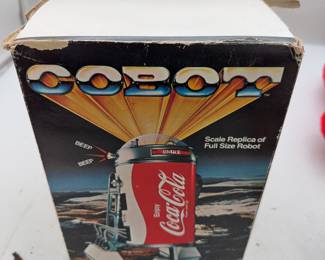 COBOT
Scale Replica of
Full Size Robot
BEEP
BEEP
Enjoy
Coca-Cola